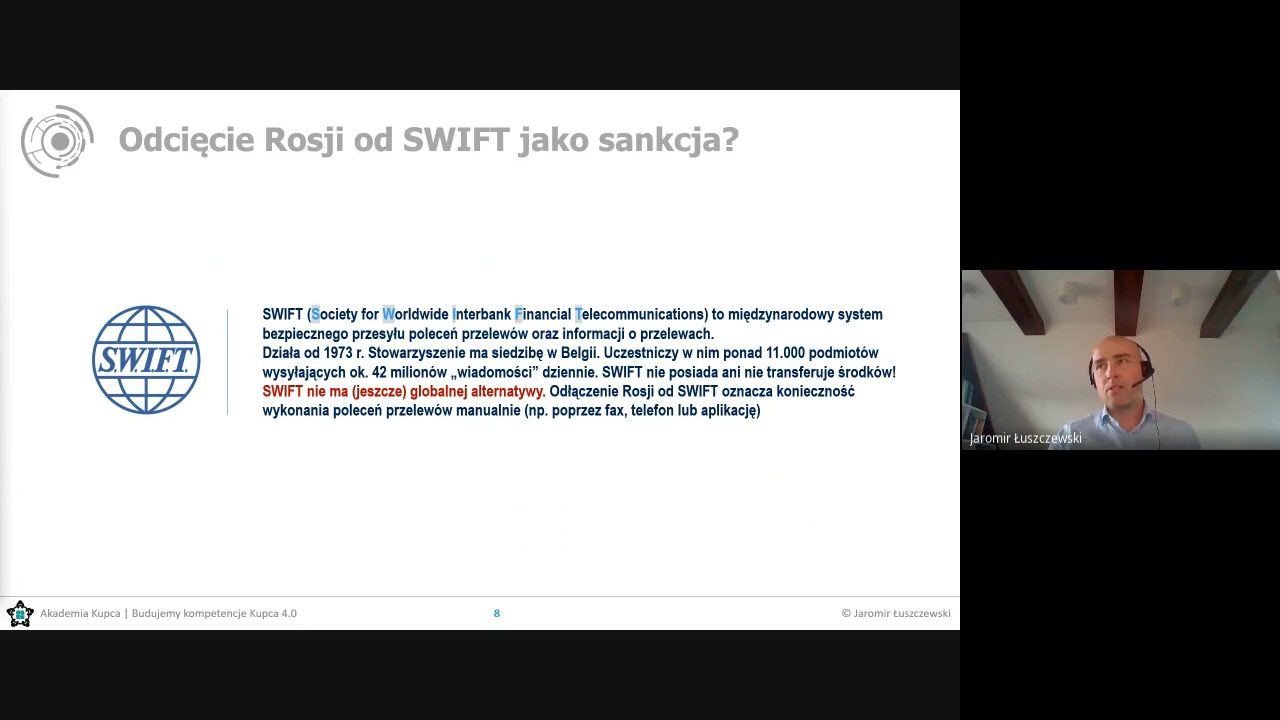 Odcięcie Rosji od SWIFT jako sankcja?
S.W.I.F.T.
SWIFT (Society for Worldwide Interbank Financial Telecommunications) to międzynarodowy system
bezpiecznego przesyłu poleceń przelewów oraz informacji o przelewach.
Działa od 1973 r. Stowarzyszenie ma siedzibę w Belgii. Uczestniczy w nim ponad 11.000 podmiotów
wysyłających ok. 42 milionów „wiadomości” dziennie. SWIFT nie posiada ani nie transferuje środków!
SWIFT nie ma (jeszcze) globalnej alternatywy. Odłączenie Rosji od SWIFT oznacza konieczność
wykonania poleceń przelewów manualnie (np. poprzez fax, telefon lub aplikację)
Jaromir Łuszczewski
Akademia Kupca | Budujemy kompetencje Kupca 4.0
8
© Jaromir Łuszczewski